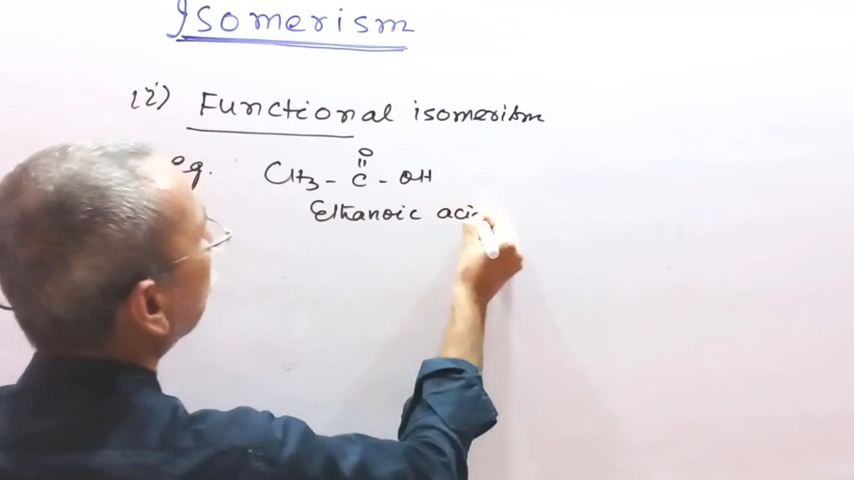 Isomerism
(i) Functional isomerism
eg.
O
||
CH3 - C - OH
Ethanoic aci